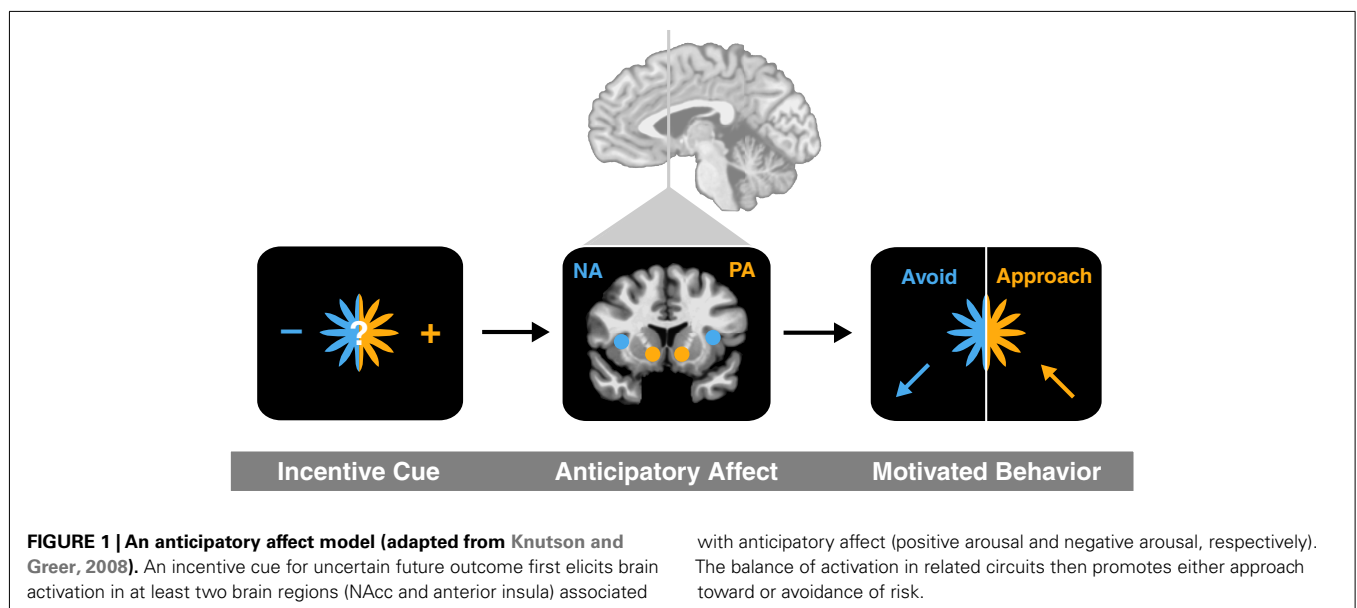 NA PA
Avoid Approach
− ? +
Incentive Cue Anticipatory Affect Motivated Behavior
FIGURE 1 | An anticipatory affect model (adapted from Knutson and
Greer, 2008). An incentive cue for uncertain future outcome first elicits brain
activation in at least two brain regions (NAcc and anterior insula) associated
with anticipatory affect (positive arousal and negative arousal, respectively).
The balance of activation in related circuits then promotes either approach
toward or avoidance of risk.